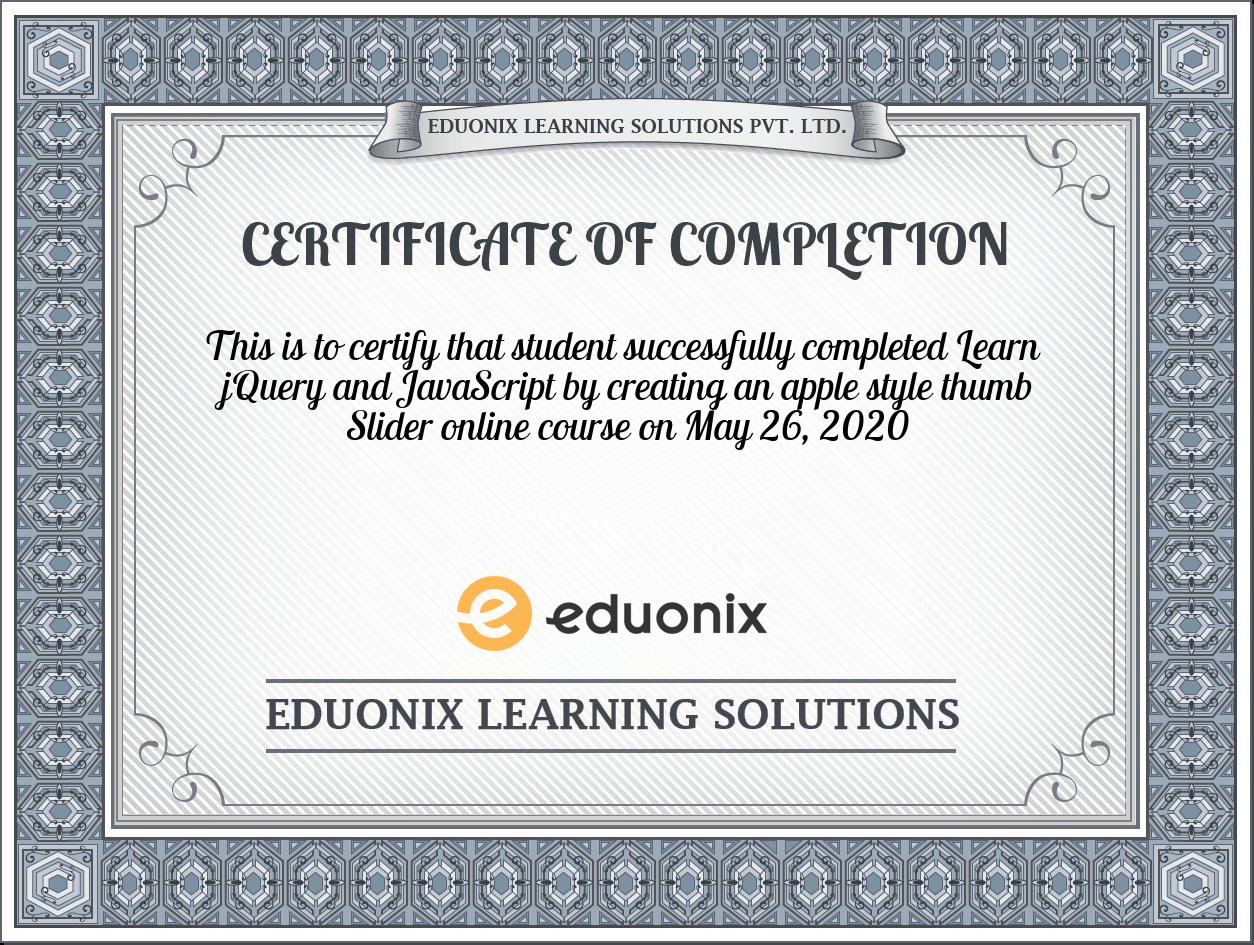 EDUONIX LEARNING SOLUTIONS PVT. LTD.
CERTIFICATE OF COMPLETION
This is to certify that student successfully completed Learn
jQuery and JavaScript by creating an apple style thumb
Slider online course on May 26, 2020
e eduonix
EDUONIX LEARNING SOLUTIONS